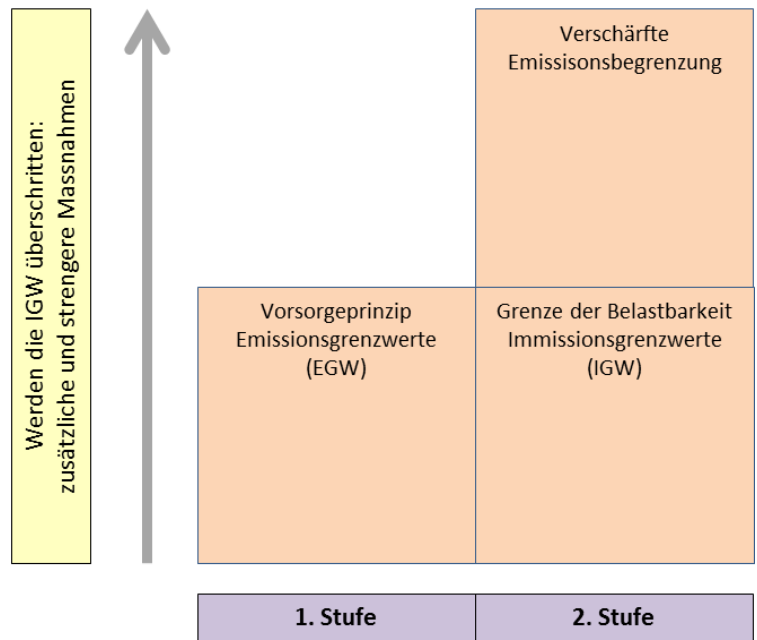 Werden die IGW überschritten:
zusätzliche und strengere Massnahmen
Verschärfte
Emissisonsbegrenzung
Vorsorgeprinzip
Emissionsgrenzwerte
(EGW)
Grenze der Belastbarkeit
Immissionsgrenzwerte
(IGW)
1. Stufe
2. Stufe